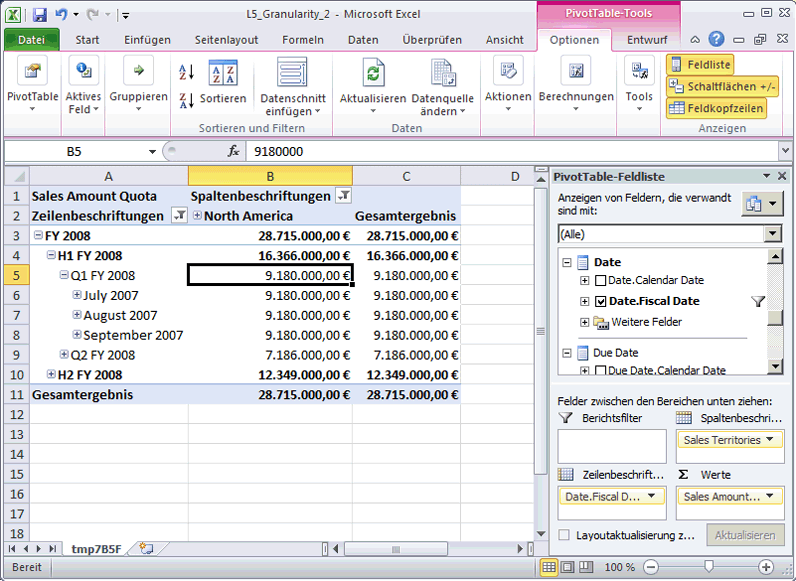 L5_Granularity_2 - Microsoft Excel
PivotTable-Tools
Datei Start Einfügen Seitenlayout Formeln Daten Überprüfen Ansicht Optionen Entwurf
PivotTable
Aktives
Feld
Gruppieren
Sortieren
Datenschnitt
einfügen
Sortieren und Filtern
Aktualisieren
Datenquelle
ändern
Daten
Aktionen
Berechnungen
Tools
Feldliste
Schaltflächen +/-
Feldkopfzeilen
Anzeigen
B5 fx 9180000
A B C D
1 Sales Amount Quota Spaltenbeschriftungen
2 Zeilenbeschriftungen North America Gesamtergebnis
3 FY 2008 28.715.000,00 € 28.715.000,00 €
4 H1 FY 2008 16.366.000,00 € 16.366.000,00 €
5 Q1 FY 2008 9.180.000,00 € 9.180.000,00 €
6 July 2007 9.180.000,00 € 9.180.000,00 €
7 August 2007 9.180.000,00 € 9.180.000,00 €
8 September 2007 9.180.000,00 € 9.180.000,00 €
9 Q2 FY 2008 7.186.000,00 € 7.186.000,00 €
10 H2 FY 2008 12.349.000,00 € 12.349.000,00 €
11 Gesamtergebnis 28.715.000,00 € 28.715.000,00 €
12
13
14
15
16
17
18
tmp7B5F
PivotTable-Feldliste
Anzeigen von Feldern, die verwandt
sind mit:
(Alle)
Date
Date.Calendar Date
Date.Fiscal Date
Weitere Felder
Due Date
Due Date.Calendar Date
Felder zwischen den Bereichen unten ziehen:
Berichtsfilter Spaltenbeschri...
Sales Territories
Zeilenbeschrift... Σ Werte
Date.Fiscal D... Sales Amount...
Layoutaktualisierung z... Aktualisieren
Bereit 100 %